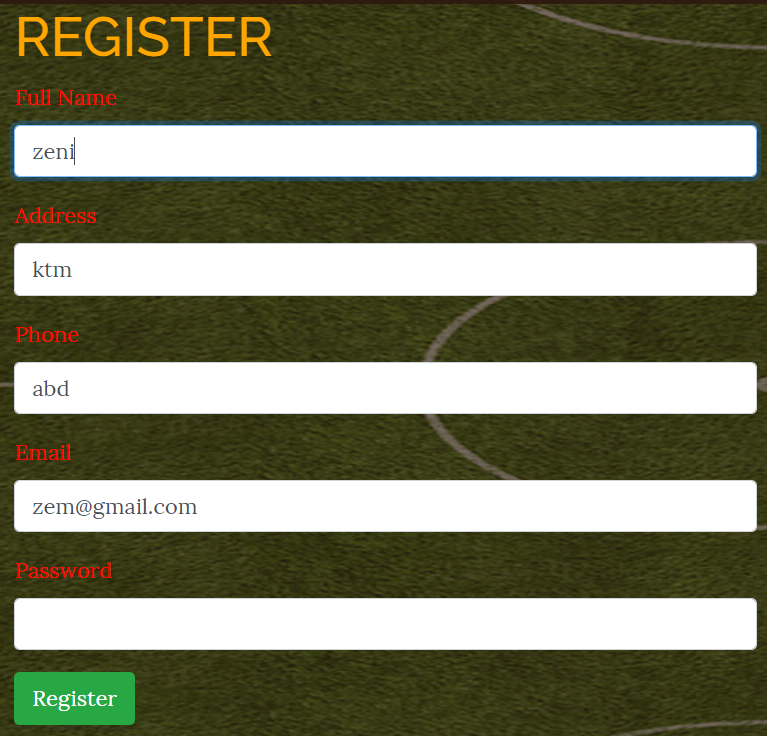 REGISTER
Full Name
zeni
Address
ktm
Phone
abd
Email
zem@gmail.com
Password
Register